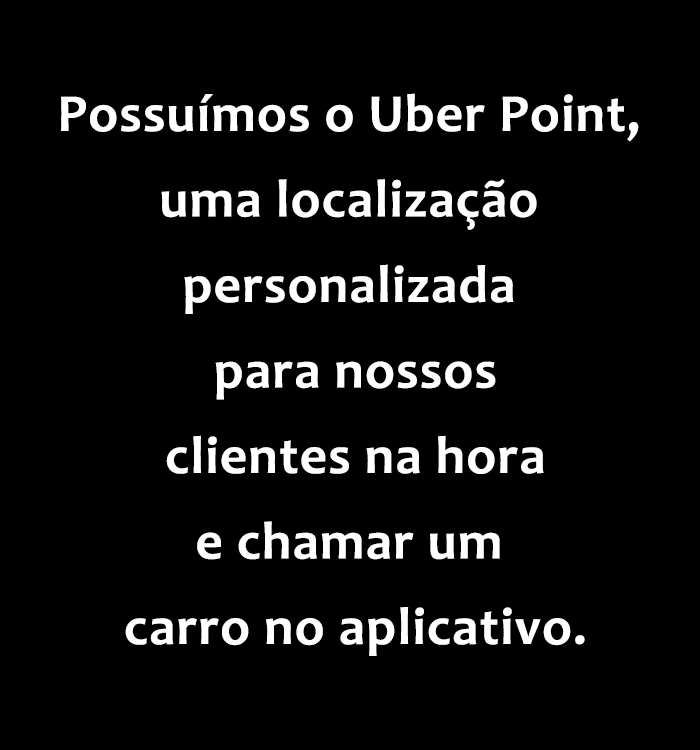 Possuímos o Uber Point,
uma localização
personalizada
para nossos
clientes na hora
e chamar um
carro no aplicativo.